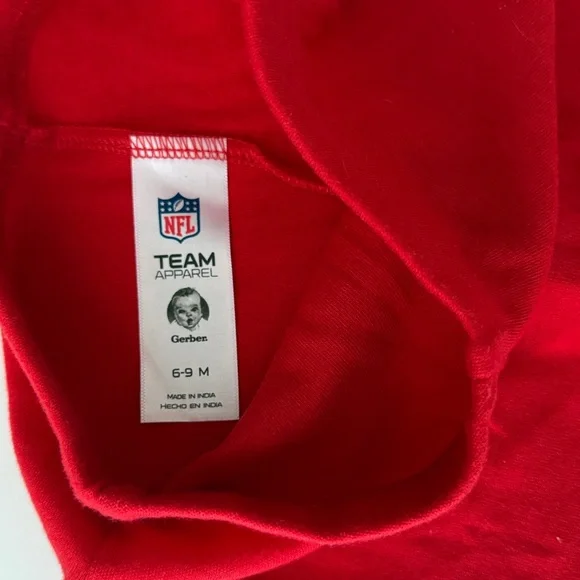 NFL
TEAM
APPAREL
Gerber
6-9 M
MADE IN INDIA
HECHO EN INDIA